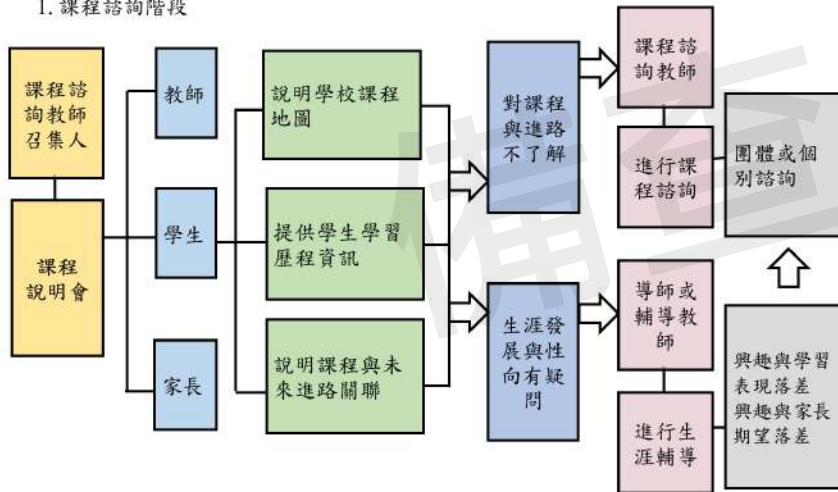 1. 課程諮詢階段
課程諮
詢教師
召集人
課程
說明會
教師
學生
家長
說明學校課程
地圖
提供學生學習
歷程資訊
說明課程與未
來進路關聯
對課程
與進路
不了解
生涯發
展與性
向有疑
問
課程諮
詢教師
進行課
程諮詢
團體或個
別諮詢
導師或
輔導教
師
進行生
涯輔導
興趣與學習
表現落差
興趣與家長
期望落差
備查